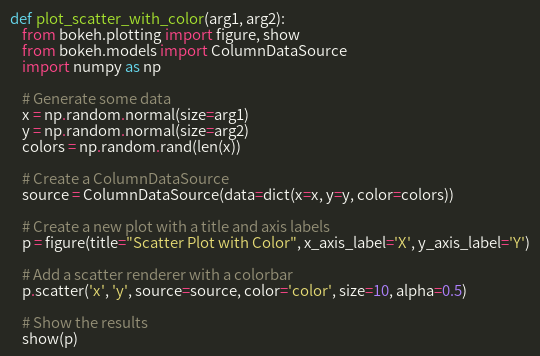 def plot_scatter_with_color(arg1, arg2):
    from bokeh.plotting import figure, show
    from bokeh.models import ColumnDataSource
    import numpy as np

    # Generate some data
    x = np.random.normal(size=arg1)
    y = np.random.normal(size=arg2)
    colors = np.random.rand(len(x))

    # Create a ColumnDataSource
    source = ColumnDataSource(data=dict(x=x, y=y, color=colors))

    # Create a new plot with a title and axis labels
    p = figure(title="Scatter Plot with Color", x_axis_label='X', y_axis_label='Y')

    # Add a scatter renderer with a colorbar
    p.scatter('x', 'y', source=source, color='color', size=10, alpha=0.5)

    # Show the results
    show(p)